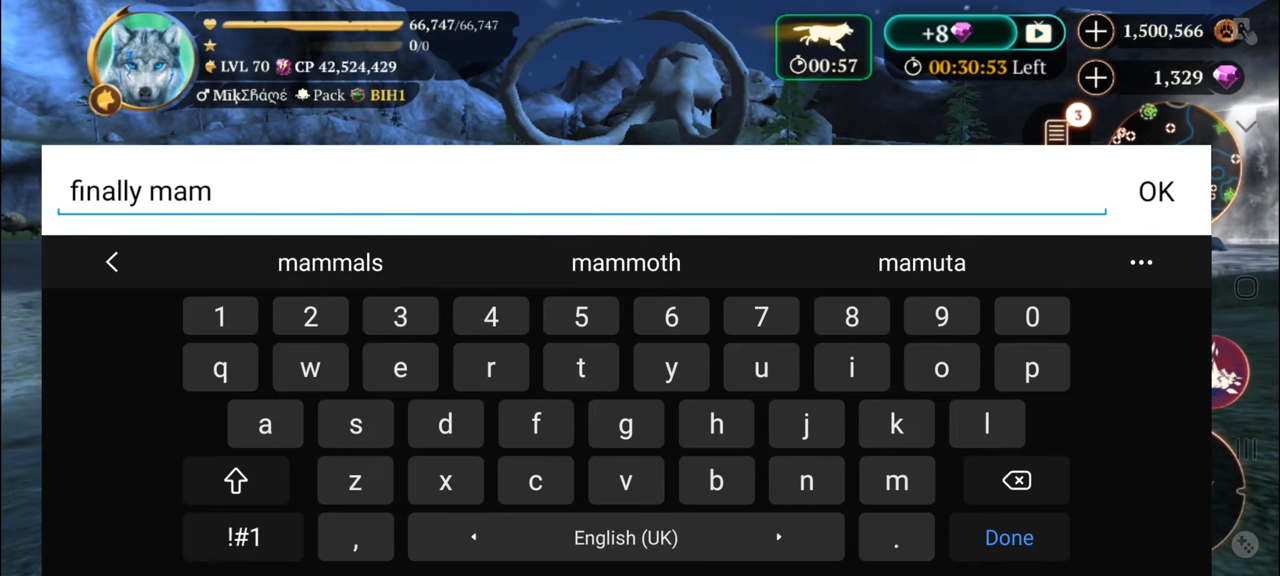 66,747/66,747
0/0
LVL 70 CP 42,524,429
♂ MīķΣɦáღέ Pack BIH1
00:57
+8
00:30:53 Left
1,500,566
1,329
3
finally mam
OK
mammals mammoth mamuta
1 2 3 4 5 6 7 8 9 0
q w e r t y u i o p
a s d f g h j k l
z x c v b n m
!#1 , English (UK) . Done